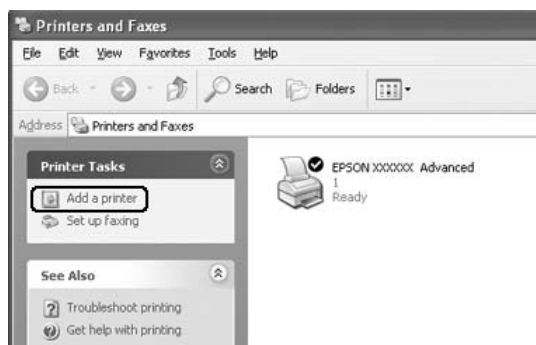 Printers and Faxes
File Edit View Favorites Tools Help
Back Search Folders
Address Printers and Faxes
Printer Tasks
Add a printer
Set up faxing
See Also
Troubleshoot printing
Get help with printing
EPSON XXXXXX Advanced
1
Ready